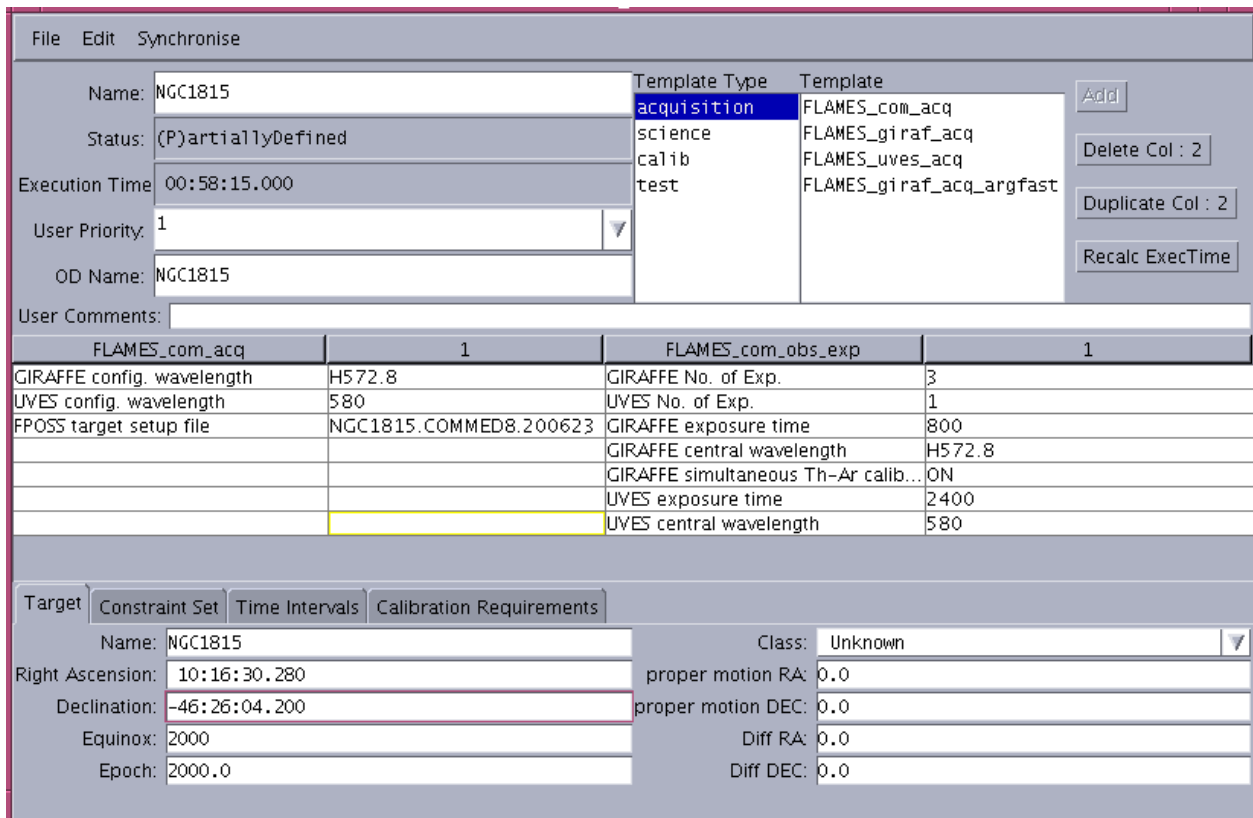 File Edit Synchronise
Name: NGC1815
Status: (P)artiallyDefined
Execution Time 00:58:15.000
User Priority: 1
OD Name: NGC1815
Template Type Template
acquisition FLAMES_com_acq
science FLAMES_giraf_acq
calib FLAMES_uves_acq
test FLAMES_giraf_acq_argfast
Add
Delete Col : 2
Duplicate Col : 2
Recalc ExecTime
User Comments:
FLAMES_com_acq 1 FLAMES_com_obs_exp 1
GIRAFFE config. wavelength H572.8 GIRAFFE No. of Exp. 3
UVES config. wavelength 580 UVES No. of Exp. 1
FPOSS target setup file NGC1815.COMMED8.200623 GIRAFFE exposure time 800
GIRAFFE central wavelength H572.8
GIRAFFE simultaneous Th-Ar calib... ON
UVES exposure time 2400
UVES central wavelength 580
Target Constraint Set Time Intervals Calibration Requirements
Name: NGC1815 Class: Unknown
Right Ascension: 10:16:30.280 proper motion RA: 0.0
Declination: -46:26:04.200 proper motion DEC: 0.0
Equinox: 2000 Diff RA: 0.0
Epoch: 2000.0 Diff DEC: 0.0